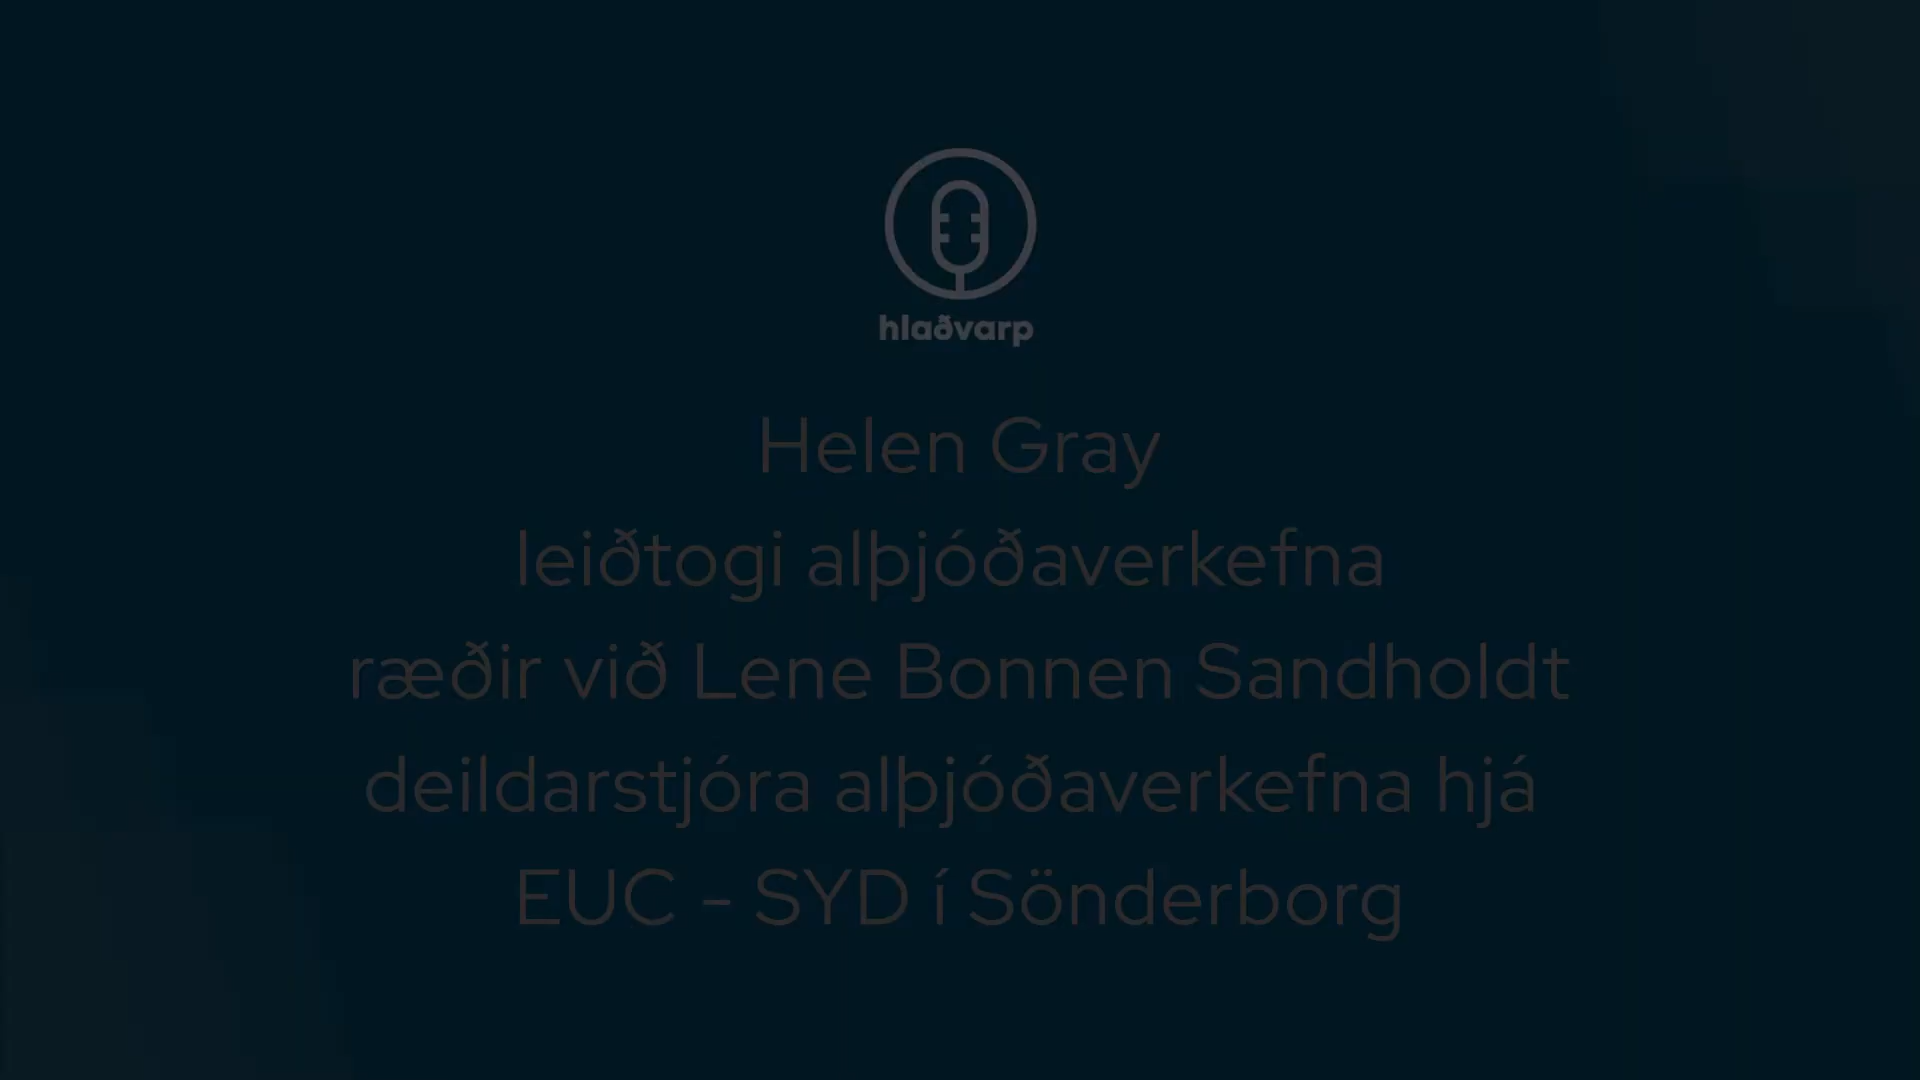 hlaðvarp
Helen Gray
leiðtogi alþjóðaverkefna
ræðir við Lene Bonnen Sandholdt
deildarstjóra alþjóðaverkefna hjá
EUC - SYD í Sönderborg